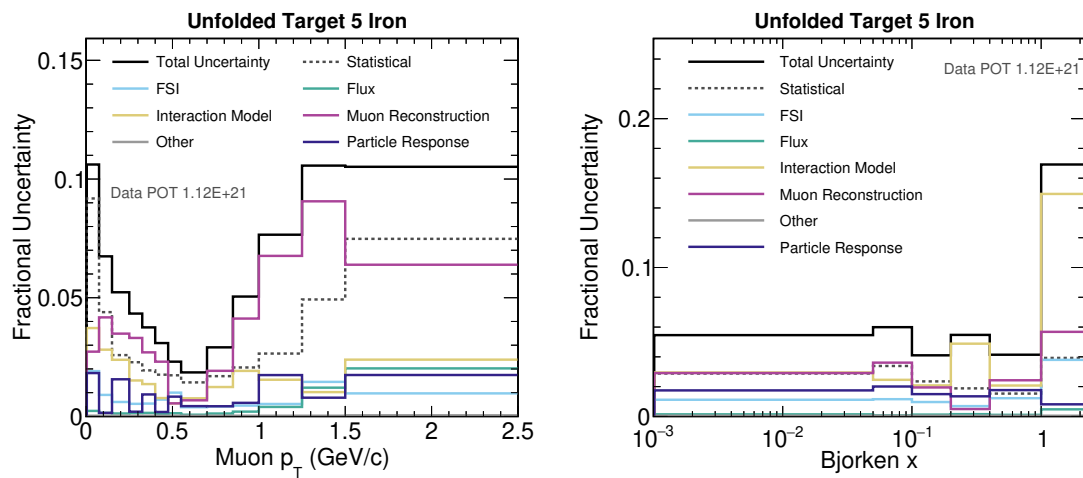 Unfolded Target 5 Iron
0.15
0.1
0.05
0
Fractional Uncertainty
Total Uncertainty
Statistical
FSI
Flux
Interaction Model
Muon Reconstruction
Other
Particle Response
Data POT 1.12E+21
0 0.5 1 1.5 2 2.5
Muon p_T (GeV/c)
Unfolded Target 5 Iron
0.2
0.1
0
Fractional Uncertainty
Total Uncertainty
Data POT 1.12E+21
Statistical
FSI
Flux
Interaction Model
Muon Reconstruction
Other
Particle Response
10⁻³ 10⁻² 10⁻¹ 1
Bjorken x